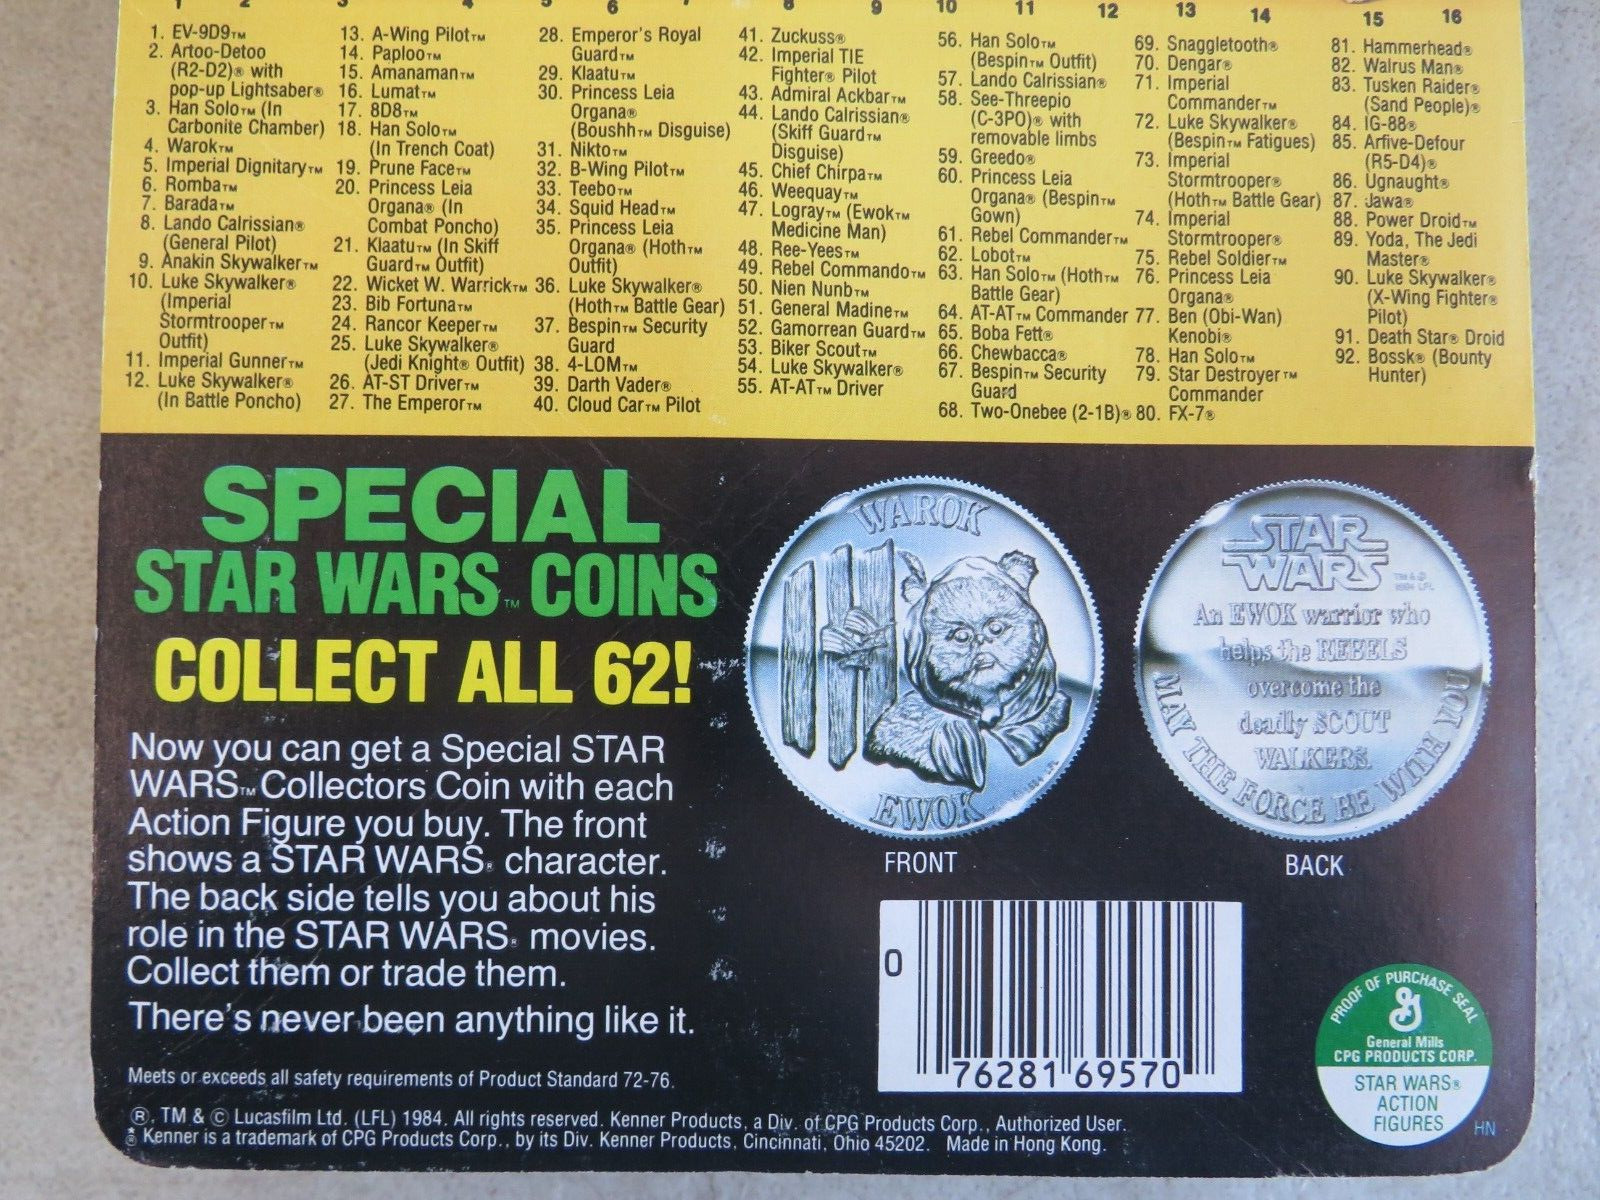 1 2 3 4 5 6 7 8 9 10 11 12 13 14 15 16
1. EV-9D9™
2. Artoo-Detoo
(R2-D2)® with
pop-up Lightsaber®
3. Han Solo™ (In
Carbonite Chamber)
4. Warok™
5. Imperial Dignitary™
6. Romba™
7. Barada™
8. Lando Calrissian®
(General Pilot)
9. Anakin Skywalker™
10. Luke Skywalker®
(Imperial
Stormtrooper™
Outfit)
11. Imperial Gunner™
12. Luke Skywalker®
(In Battle Poncho)
13. A-Wing Pilot™
14. Paploo™
15. Amanaman™
16. Lumat™
17. 8D8™
18. Han Solo™
(In Trench Coat)
19. Prune Face™
20. Princess Leia
Organa® (In
Combat Poncho)
21. Klaatu™ (In Skiff
Guard™ Outfit)
22. Wicket W. Warrick™
23. Bib Fortuna™
24. Rancor Keeper™
25. Luke Skywalker®
(Jedi Knight® Outfit)
26. AT-ST Driver™
27. The Emperor™
28. Emperor's Royal
Guard™
29. Klaatu™
30. Princess Leia
Organa®
(Boushh™ Disguise)
31. Nikto™
32. B-Wing Pilot™
33. Teebo™
34. Squid Head™
35. Princess Leia
Organa® (Hoth™
Outfit)
36. Luke Skywalker®
(Hoth™ Battle Gear)
37. Bespin™ Security
Guard
38. 4-LOM™
39. Darth Vader®
40. Cloud Car™ Pilot
41. Zuckuss®
42. Imperial TIE
Fighter® Pilot
43. Admiral Ackbar™
44. Lando Calrissian®
(Skiff Guard™
Disguise)
45. Chief Chirpa™
46. Weequay™
47. Logray™ (Ewok™
Medicine Man)
48. Ree-Yees™
49. Rebel Commando™
50. Nien Nunb™
51. General Madine™
52. Gamorrean Guard™
53. Biker Scout™
54. Luke Skywalker®
55. AT-AT™ Driver
56. Han Solo™
(Bespin™ Outfit)
57. Lando Calrissian®
58. See-Threepio
(C-3PO)® with
removable limbs
59. Greedo®
60. Princess Leia
Organa® (Bespin™
Gown)
61. Rebel Commander™
62. Lobot™
63. Han Solo™ (Hoth™
Battle Gear)
64. AT-AT™ Commander
65. Boba Fett®
66. Chewbacca®
67. Bespin™ Security
Guard
68. Two-Onebee (2-1B)®
69. Snaggletooth®
70. Dengar®
71. Imperial
Commander™
72. Luke Skywalker®
(Bespin™ Fatigues)
73. Imperial
Stormtrooper®
(Hoth™ Battle Gear)
74. Imperial
Stormtrooper®
75. Rebel Soldier™
76. Princess Leia
Organa®
77. Ben (Obi-Wan)
Kenobi®
78. Han Solo™
79. Star Destroyer™
Commander
80. FX-7®
81. Hammerhead®
82. Walrus Man®
83. Tusken Raider®
(Sand People)®
84. IG-88®
85. Arfive-Defour
(R5-D4)®
86. Ugnaught®
87. Jawa®
88. Power Droid™
89. Yoda, The Jedi
Master®
90. Luke Skywalker®
(X-Wing Fighter®
Pilot)
91. Death Star® Droid
92. Bossk® (Bounty
Hunter)
SPECIAL
STAR WARS™ COINS
COLLECT ALL 62!
Now you can get a Special STAR
WARS™ Collectors Coin with each
Action Figure you buy. The front
shows a STAR WARS® character.
The back side tells you about his
role in the STAR WARS® movies.
Collect them or trade them.
There's never been anything like it.
WAROK
EWOK
FRONT
STAR
WARS
TM & ©
1984 LFL
An EWOK warrior who
helps the REBELS
overcome the
deadly SCOUT
WALKERS.
MAY THE FORCE BE WITH YOU
BACK
0 76281 69570
PROOF OF PURCHASE SEAL
General Mills
CPG PRODUCTS CORP.
STAR WARS®
ACTION
FIGURES
HN
Meets or exceeds all safety requirements of Product Standard 72-76.
®, TM & © Lucasfilm Ltd. (LFL) 1984. All rights reserved. Kenner Products, a Div. of CPG Products Corp., Authorized User.
® Kenner is a trademark of CPG Products Corp., by its Div. Kenner Products, Cincinnati, Ohio 45202. Made in Hong Kong.